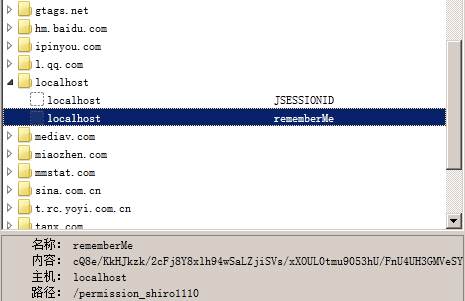 gtags.net
hm.baidu.com
ipinyou.com
l.qq.com
localhost
localhost JSESSIONID
localhost rememberMe
mediav.com
miaozhen.com
mmstat.com
sina.com.cn
t.rc.yoyi.com.cn
tanx.com
名称： rememberMe
内容： cQ8e/KkHJkzk/2cFj8Y8xlh94wSaLZjiSVs/xXOUL0tmu9053hU/FnU4UH3GMVeSY
主机： localhost
路径： /permission_shiro1110